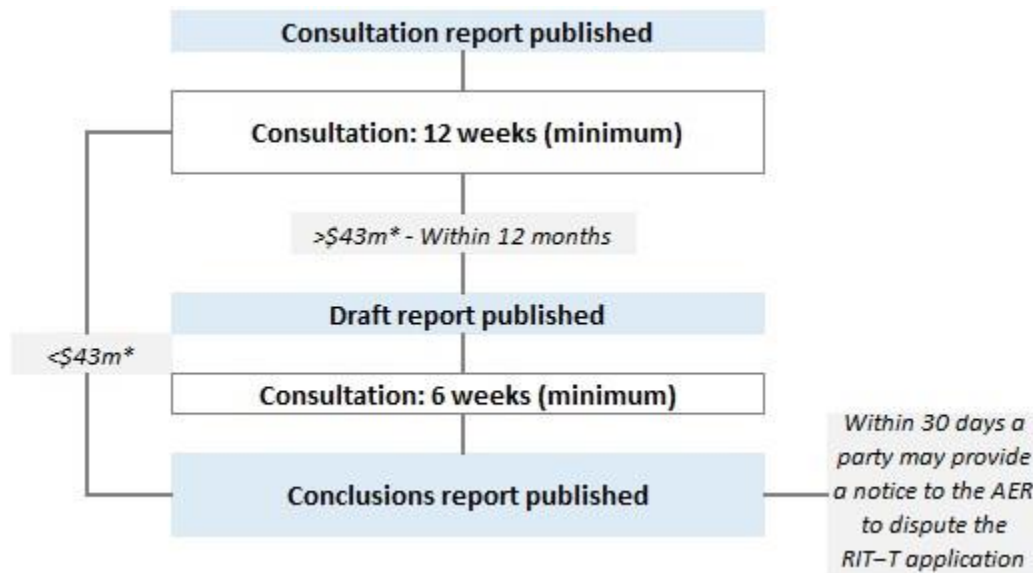 Consultation report published
Consultation: 12 weeks (minimum)
>$43m* - Within 12 months
Draft report published
<$43m*
Consultation: 6 weeks (minimum)
Conclusions report published
Within 30 days a
party may provide
a notice to the AER
to dispute the
RIT–T application